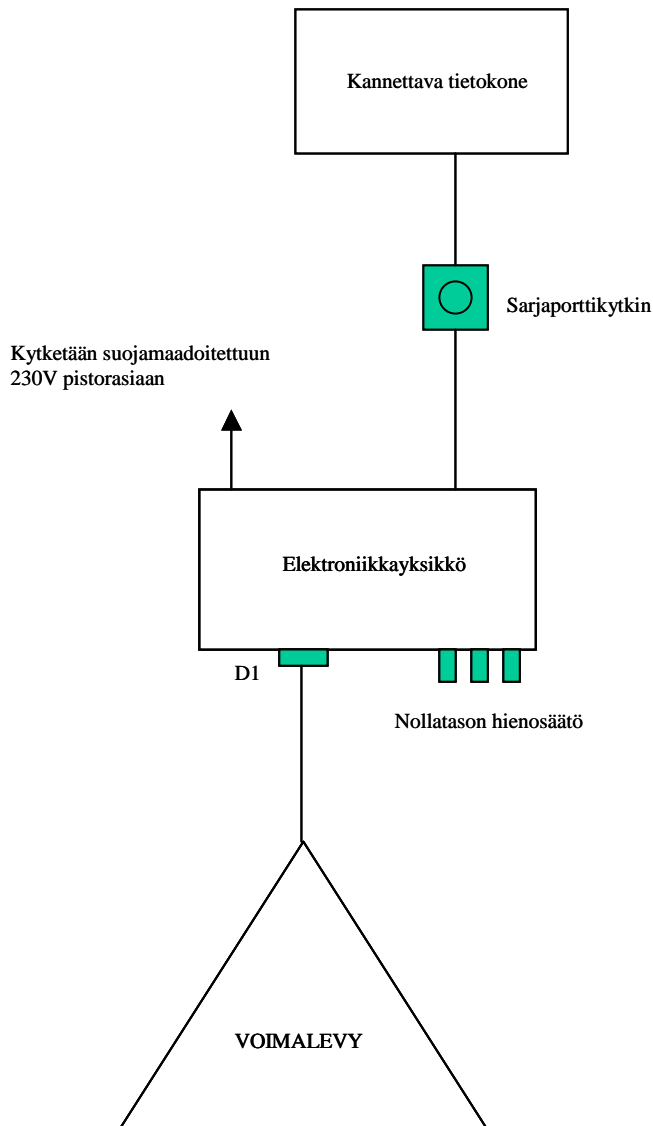 Kannettava tietokone
Sarjaporttikytkin
Kytketään suojamaadoitettuun
230V pistorasiaan
Elektroniikkayksikkö
D1
Nollatason hienosäätö
VOIMALEVY